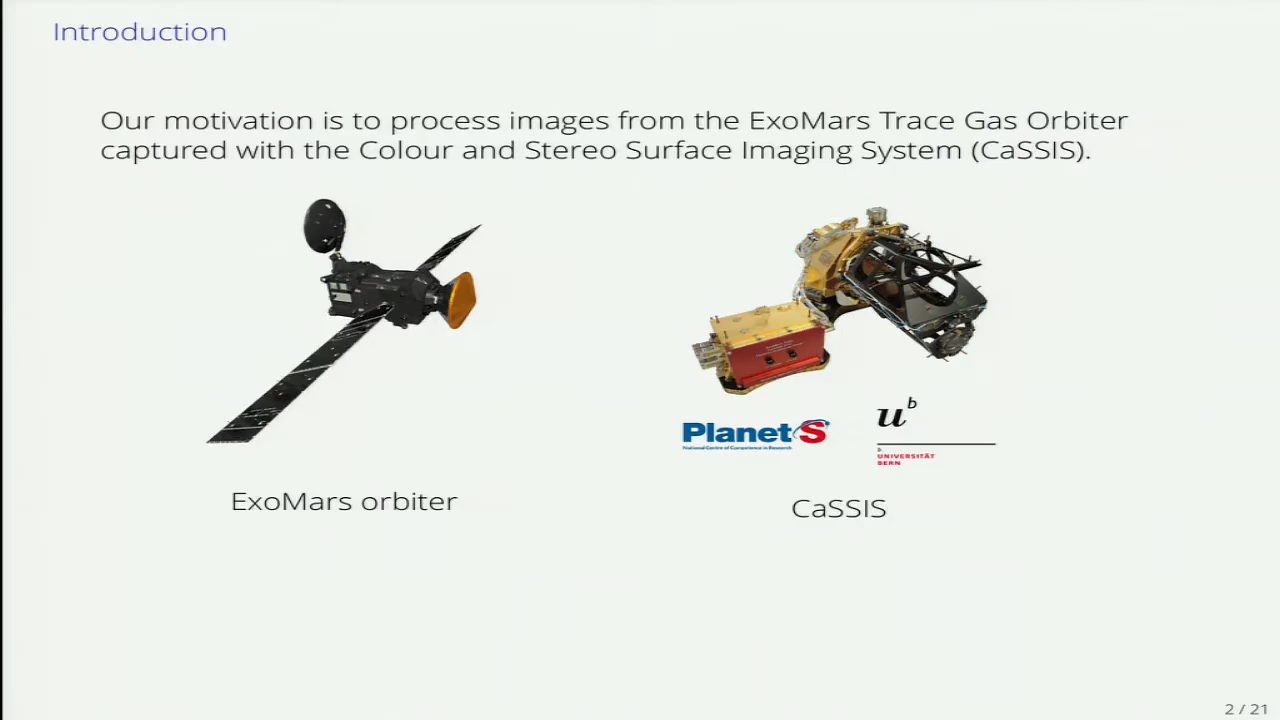 Introduction
Our motivation is to process images from the ExoMars Trace Gas Orbiter
captured with the Colour and Stereo Surface Imaging System (CaSSIS).
PlanetS
National Centre of Competence in Research
u^b
b
UNIVERSITÄT
BERN
ExoMars orbiter
CaSSIS
2 / 21